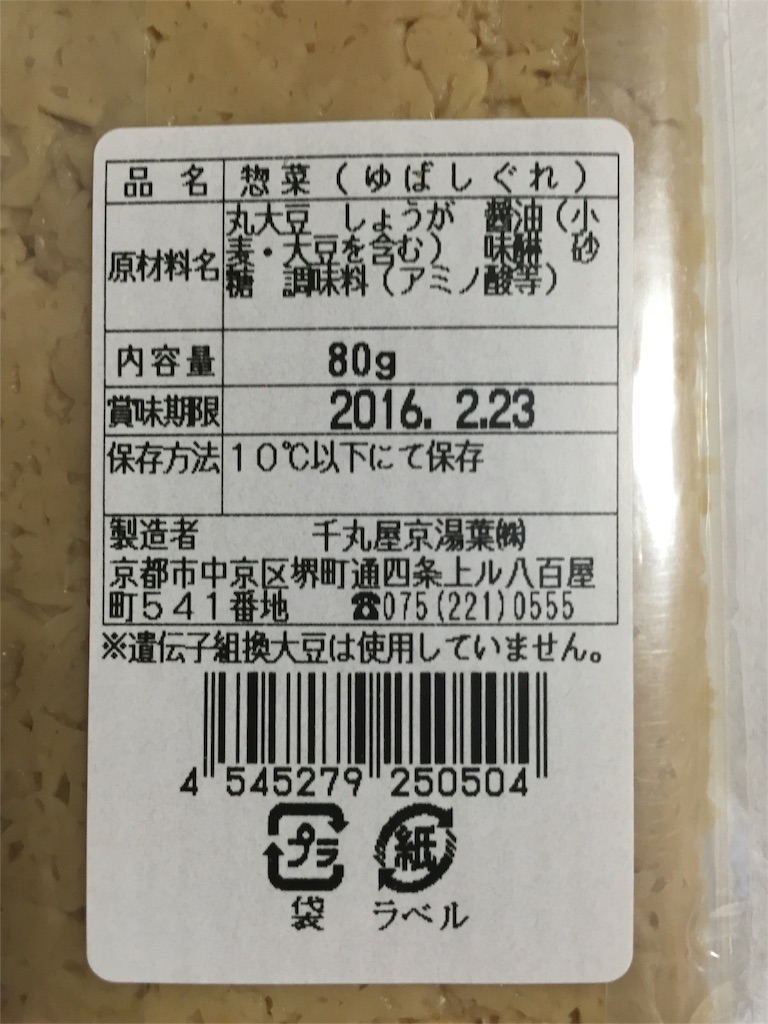 品名 惣菜(ゆばしぐれ)
原材料名 丸大豆 しょうが 醤油(小
麦・大豆を含む) 味醂 砂
糖 調味料(アミノ酸等)
内容量 80g
賞味期限 2016. 2.23
保存方法 10℃以下にて保存
製造者 千丸屋京湯葉㈱
京都市中京区堺町通四条上ル八百屋
町541番地 ☎075(221)0555
※遺伝子組換大豆は使用していません。
4 545279 250504
プラ 紙
袋 ラベル